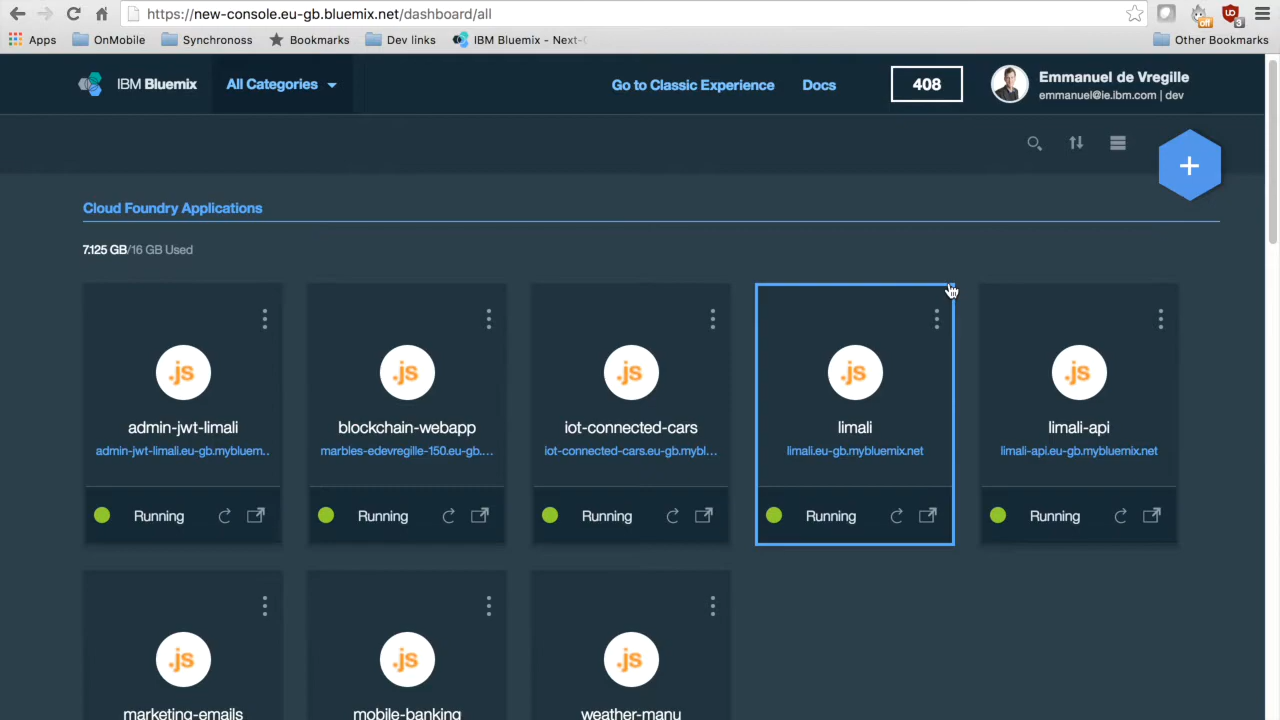 https://new-console.eu-gb.bluemix.net/dashboard/all
Apps OnMobile Synchronoss Bookmarks Dev links IBM Bluemix - Next- Other Bookmarks
off 3
IBM Bluemix All Categories Go to Classic Experience Docs 408 Emmanuel de Vregille
emmanuel@ie.ibm.com | dev
+
Cloud Foundry Applications
7.125 GB/16 GB Used
.js .js .js .js .js
admin-jwt-limali blockchain-webapp iot-connected-cars limali limali-api
admin-jwt-limali.eu-gb.mybluem... marbles-edevregille-150.eu-gb.... iot-connected-cars.eu-gb.mybl... limali.eu-gb.mybluemix.net limali-api.eu-gb.mybluemix.net
Running Running Running Running Running
.js .js .js
marketing-emails mobile-banking weather-manu